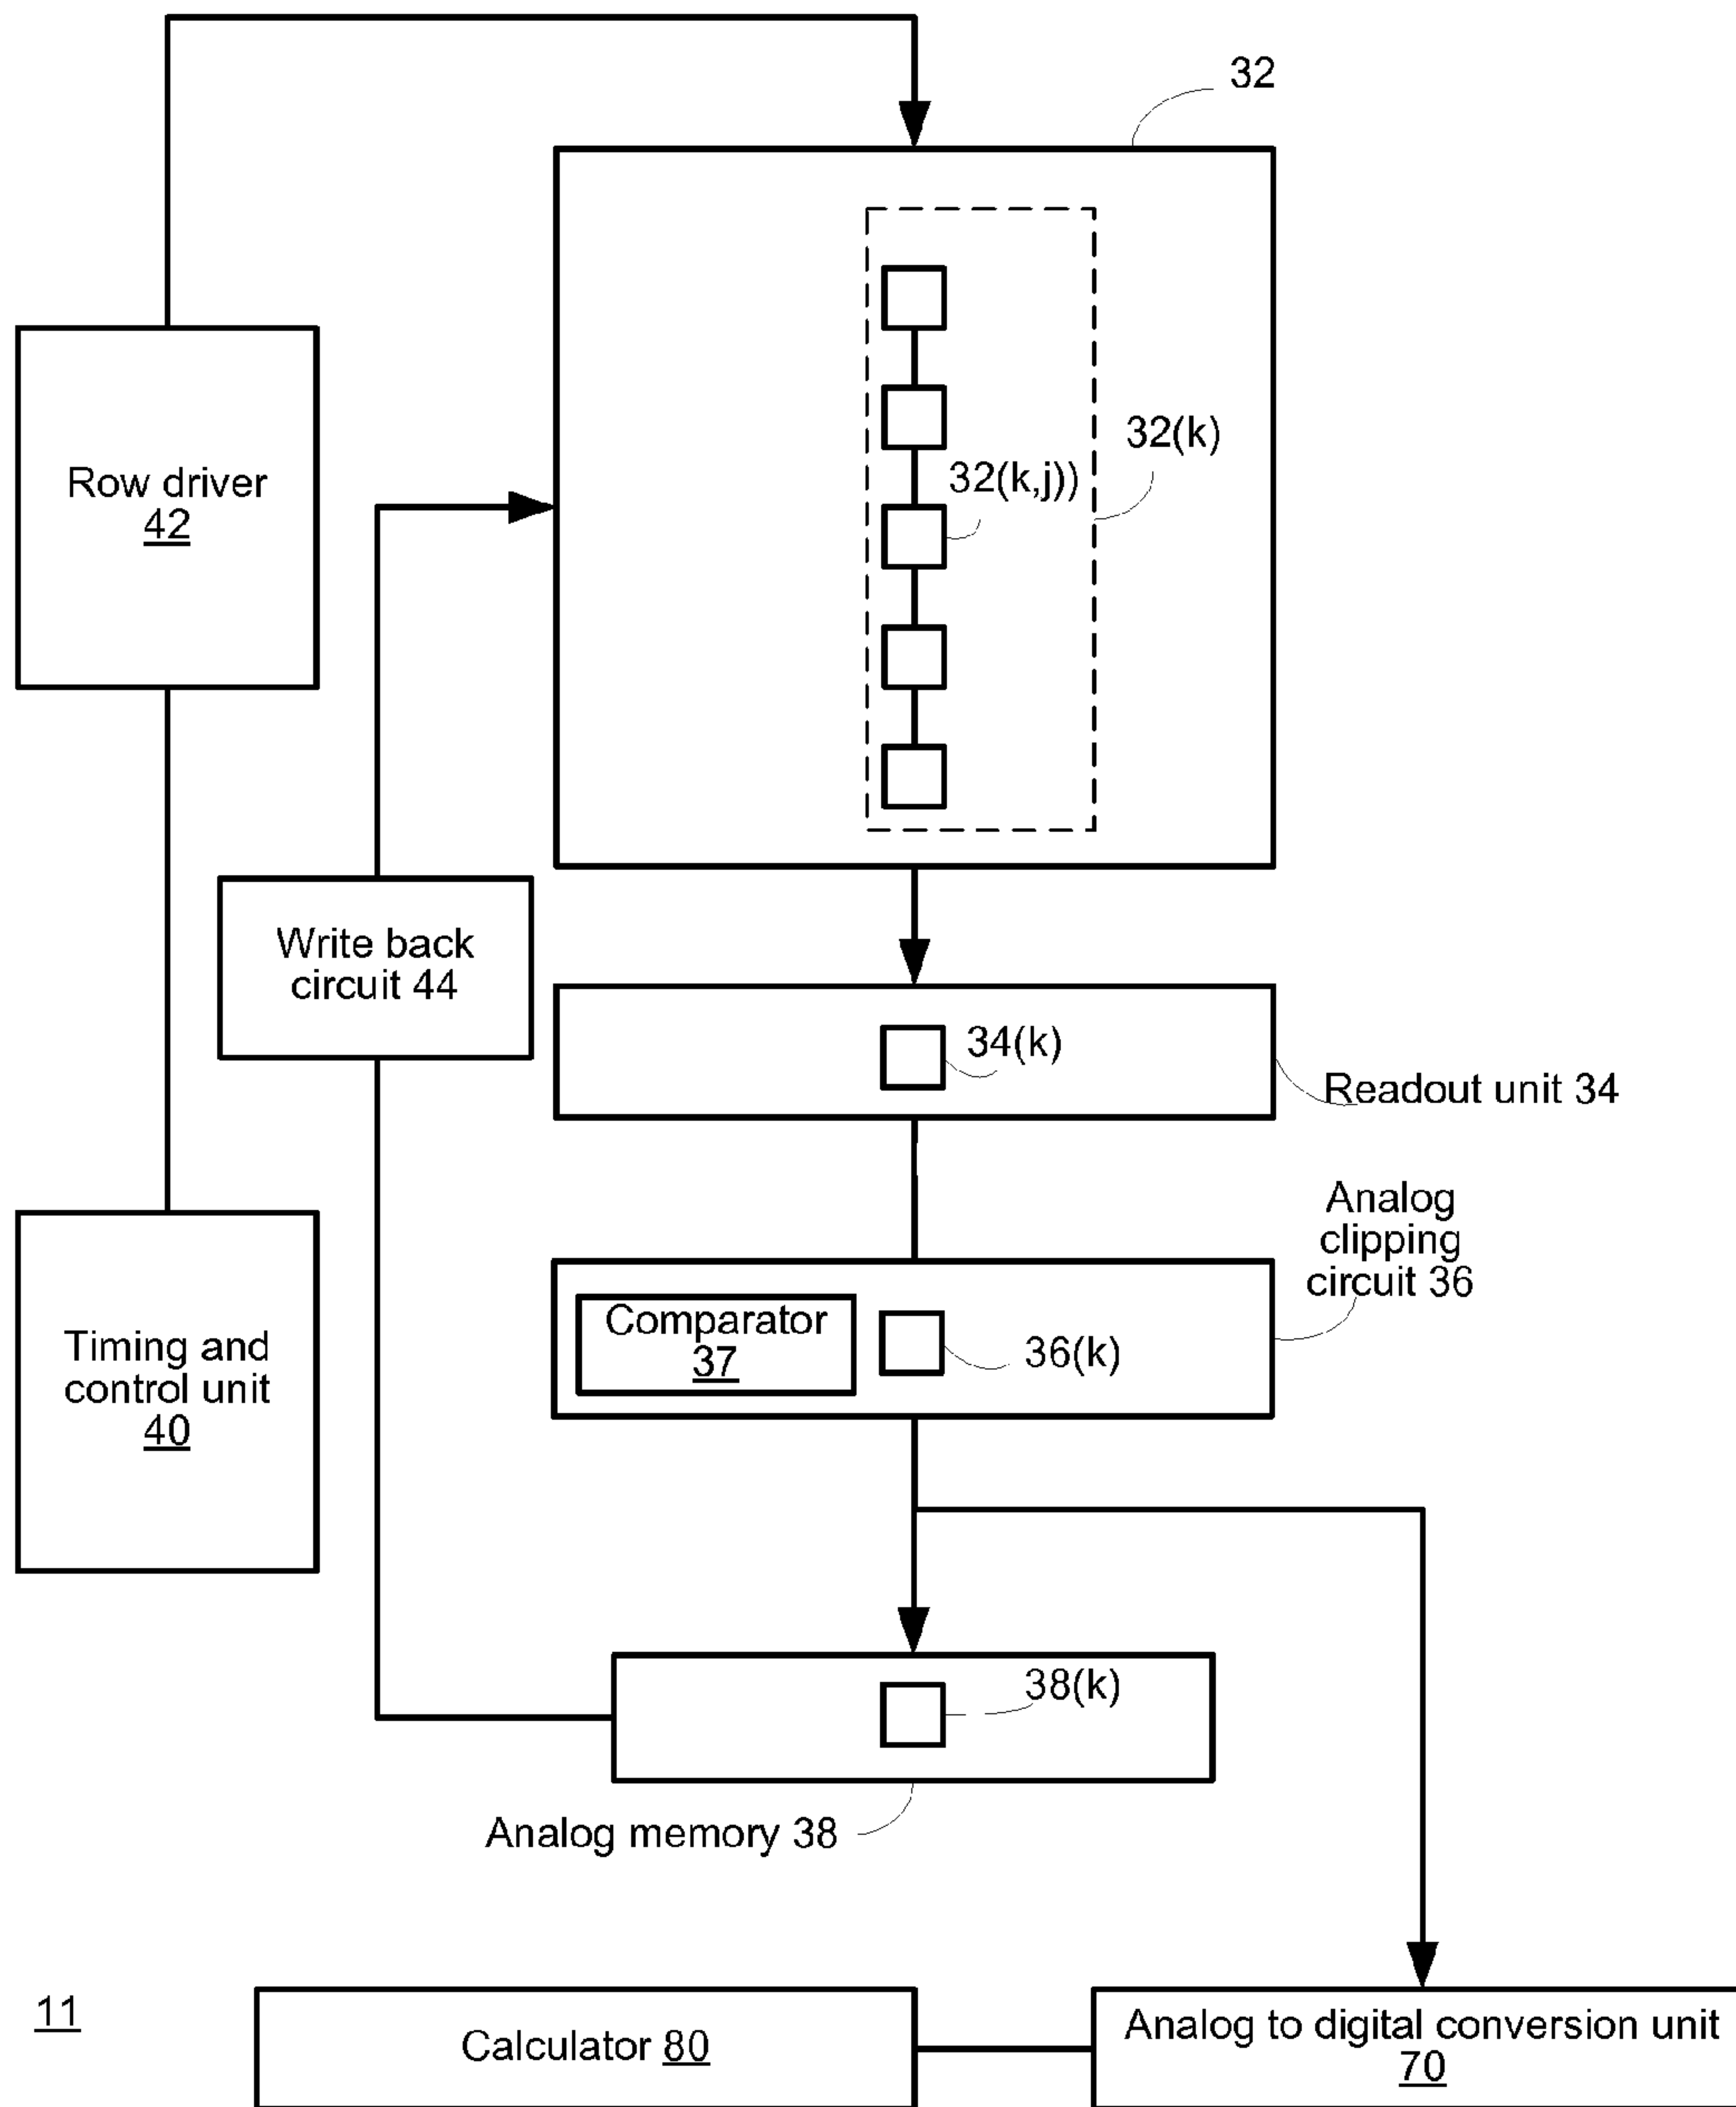 32
Row driver
42
32(k)
32(k,j))
Write back
circuit 44
34(k)
Readout unit 34
Analog
clipping
circuit 36
Timing and
control unit
40
Comparator
37
36(k)
38(k)
Analog memory 38
11
Calculator 80
Analog to digital conversion unit
70